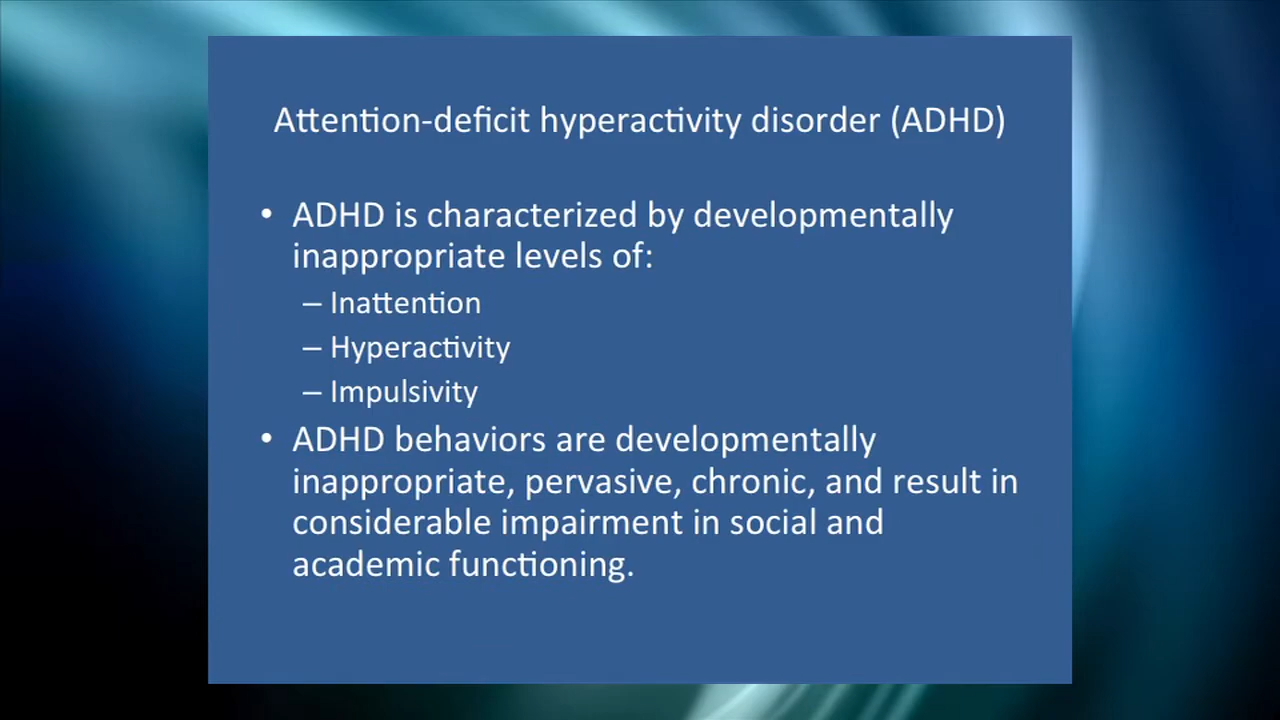 Attention-deficit hyperactivity disorder (ADHD)
• ADHD is characterized by developmentally
inappropriate levels of:
– Inattention
– Hyperactivity
– Impulsivity
• ADHD behaviors are developmentally
inappropriate, pervasive, chronic, and result in
considerable impairment in social and
academic functioning.